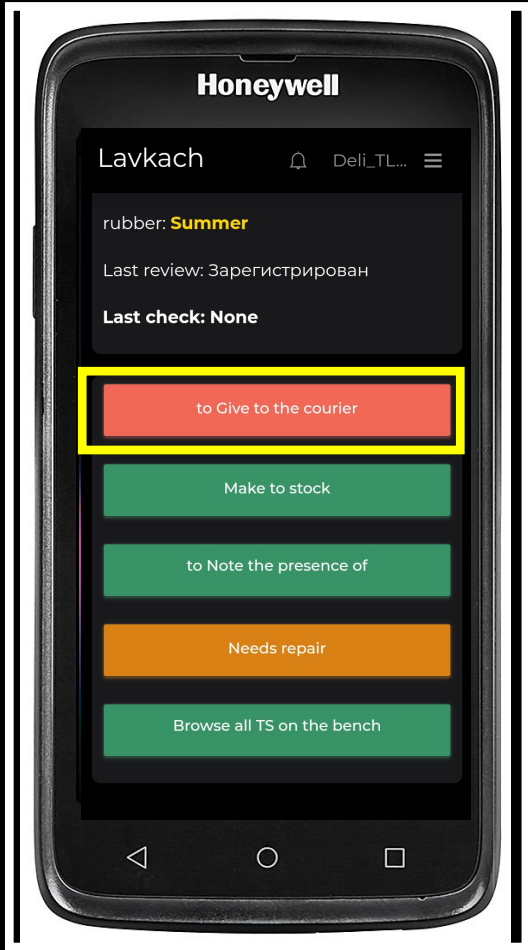 Honeywell
Lavkach Deli_TL...
rubber: Summer
Last review: Зарегистрирован
Last check: None
to Give to the courier
Make to stock
to Note the presence of
Needs repair
Browse all TS on the bench